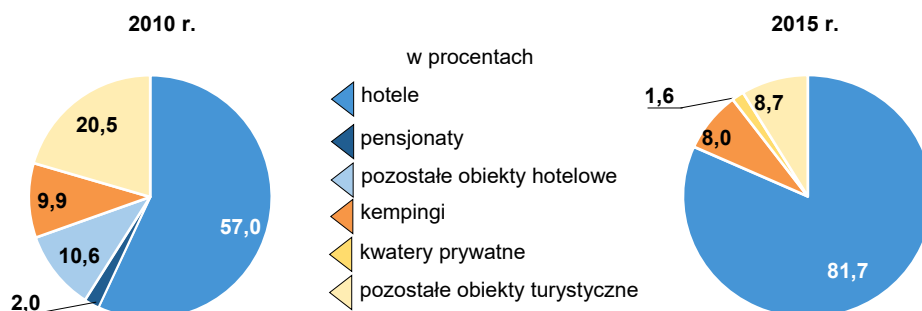 2010 r.
2015 r.
w procentach
hotele
pensjonaty
pozostałe obiekty hotelowe
kempingi
kwatery prywatne
pozostałe obiekty turystyczne
20,5
9,9
10,6
2,0
57,0
1,6
8,7
8,0
81,7